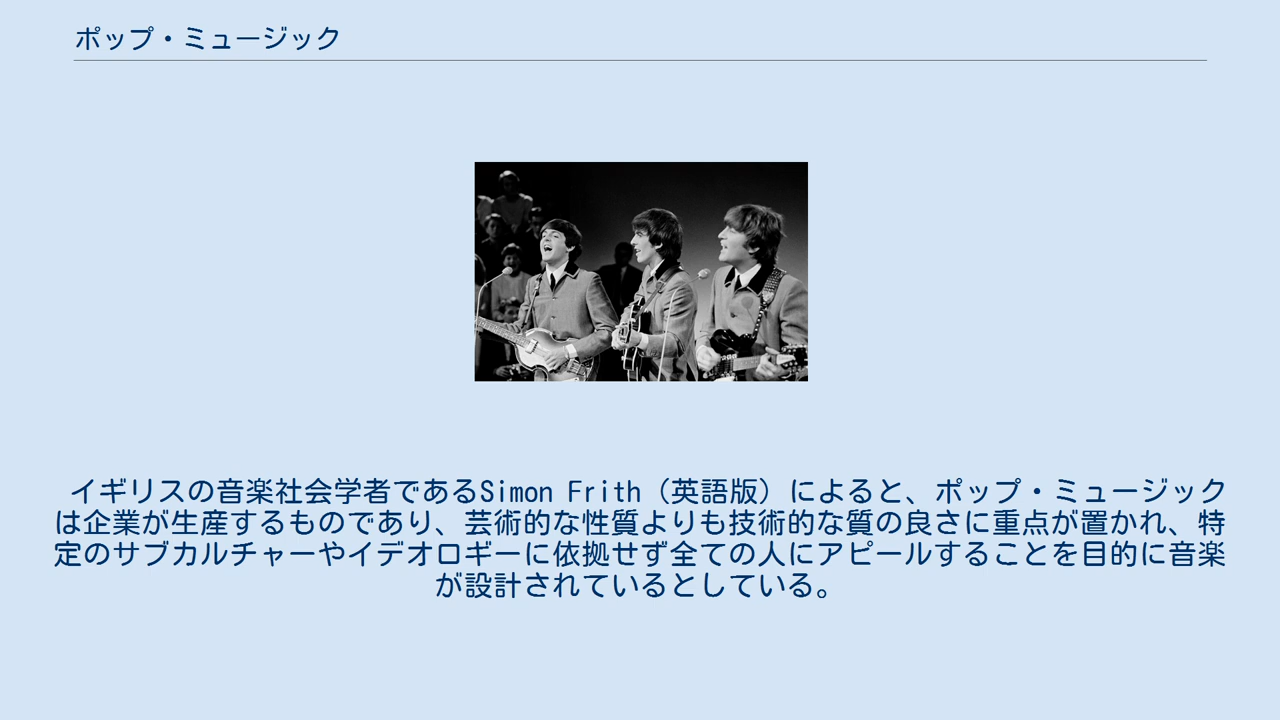 ポップ・ミュージック
イギリスの音楽社会学者であるSimon Frith（英語版）によると、ポップ・ミュージック
は企業が生産するものであり、芸術的な性質よりも技術的な質の良さに重点が置かれ、特
定のサブカルチャーやイデオロギーに依拠せず全ての人にアピールすることを目的に音楽
が設計されているとしている。